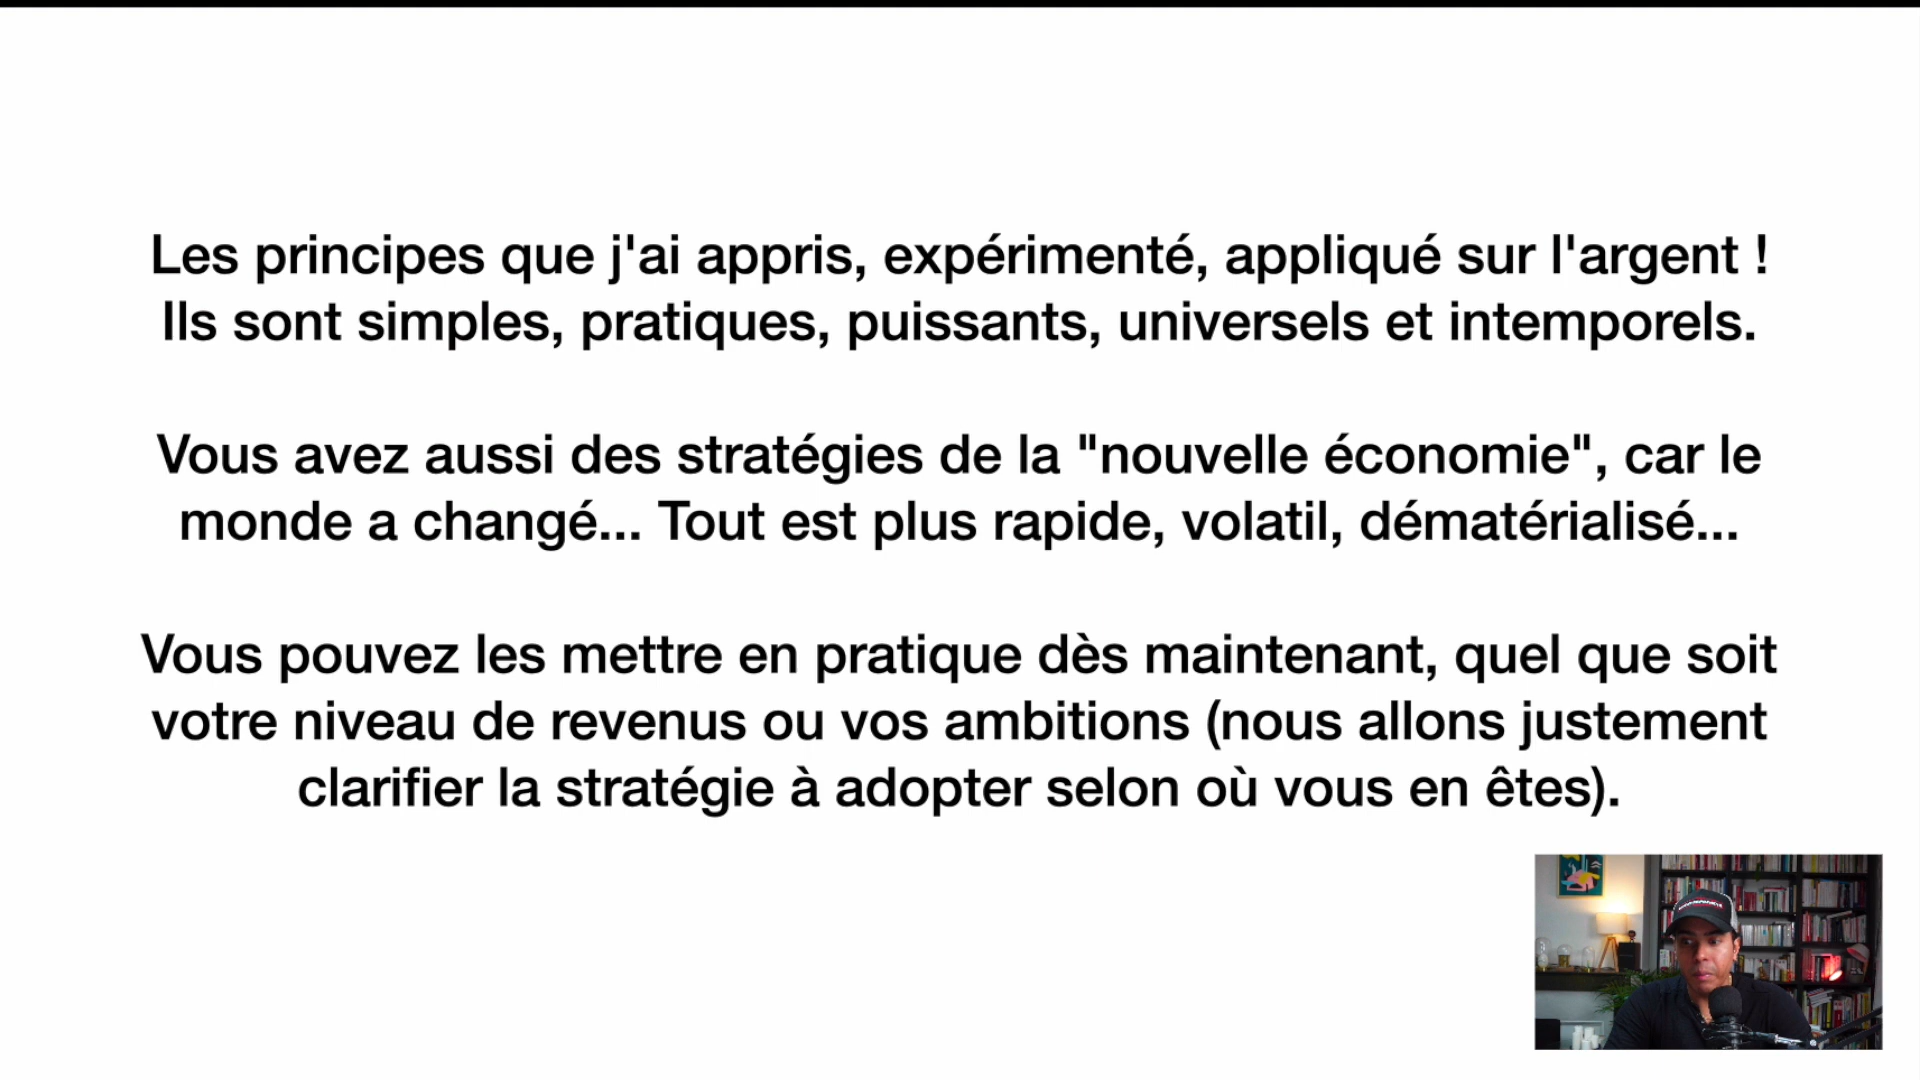 Les principes que j'ai appris, expérimenté, appliqué sur l'argent !
Ils sont simples, pratiques, puissants, universels et intemporels.
Vous avez aussi des stratégies de la "nouvelle économie", car le
monde a changé... Tout est plus rapide, volatil, dématérialisé...
Vous pouvez les mettre en pratique dès maintenant, quel que soit
votre niveau de revenus ou vos ambitions (nous allons justement
clarifier la stratégie à adopter selon où vous en êtes).